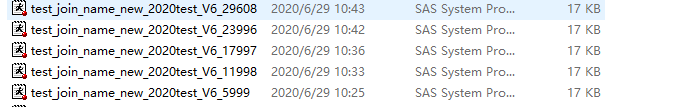 test_join_name_new_2020test_V6_29608 2020/6/29 10:43 SAS System Pro... 17 KB
test_join_name_new_2020test_V6_23996 2020/6/29 10:42 SAS System Pro... 17 KB
test_join_name_new_2020test_V6_17997 2020/6/29 10:36 SAS System Pro... 17 KB
test_join_name_new_2020test_V6_11998 2020/6/29 10:33 SAS System Pro... 17 KB
test_join_name_new_2020test_V6_5999 2020/6/29 10:25 SAS System Pro... 17 KB